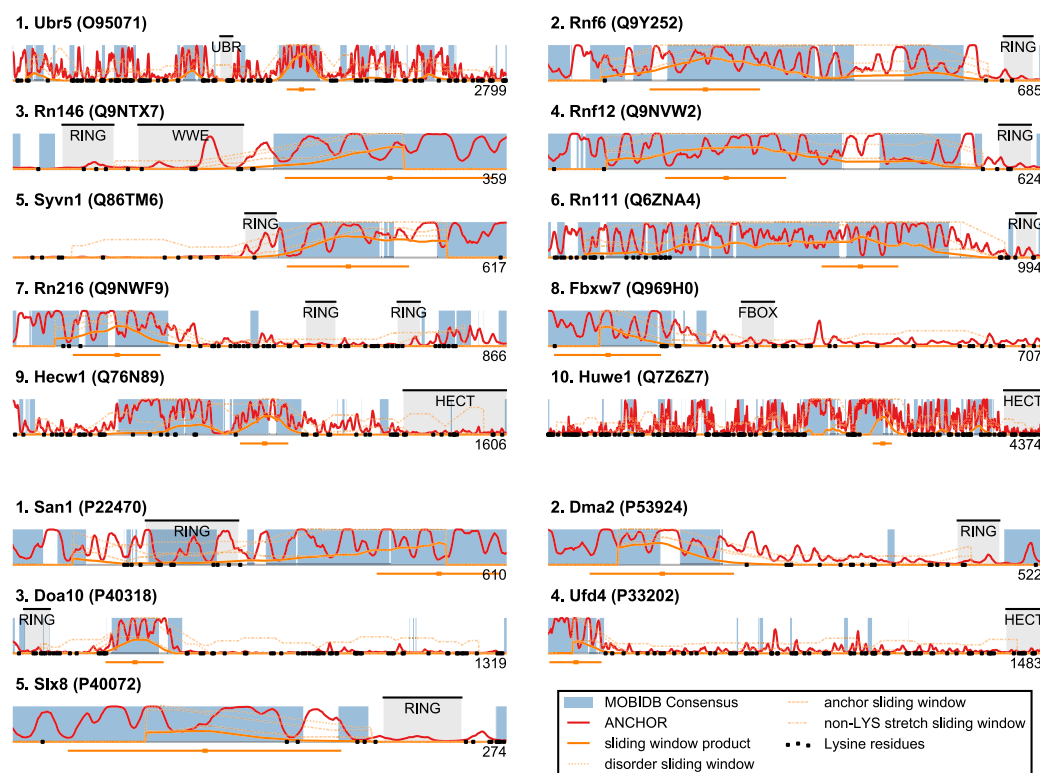 1. Ubr5 (O95071)
UBR
2799
2. Rnf6 (Q9Y252)
RING
685
3. Rn146 (Q9NTX7)
RING
WWE
359
4. Rnf12 (Q9NVW2)
RING
624
5. Syvn1 (Q86TM6)
RING
617
6. Rn111 (Q6ZNA4)
RING
994
7. Rn216 (Q9NWF9)
RING
RING
866
8. Fbxw7 (Q969H0)
FBOX
707
9. Hecw1 (Q76N89)
HECT
1606
10. Huwe1 (Q7Z6Z7)
HECT
4374
1. San1 (P22470)
RING
610
2. Dma2 (P53924)
RING
522
3. Doa10 (P40318)
RING
1319
4. Ufd4 (P33202)
HECT
1483
5. Slx8 (P40072)
RING
274
MOBIDB Consensus
ANCHOR
sliding window product
disorder sliding window
anchor sliding window
non-LYS stretch sliding window
Lysine residues